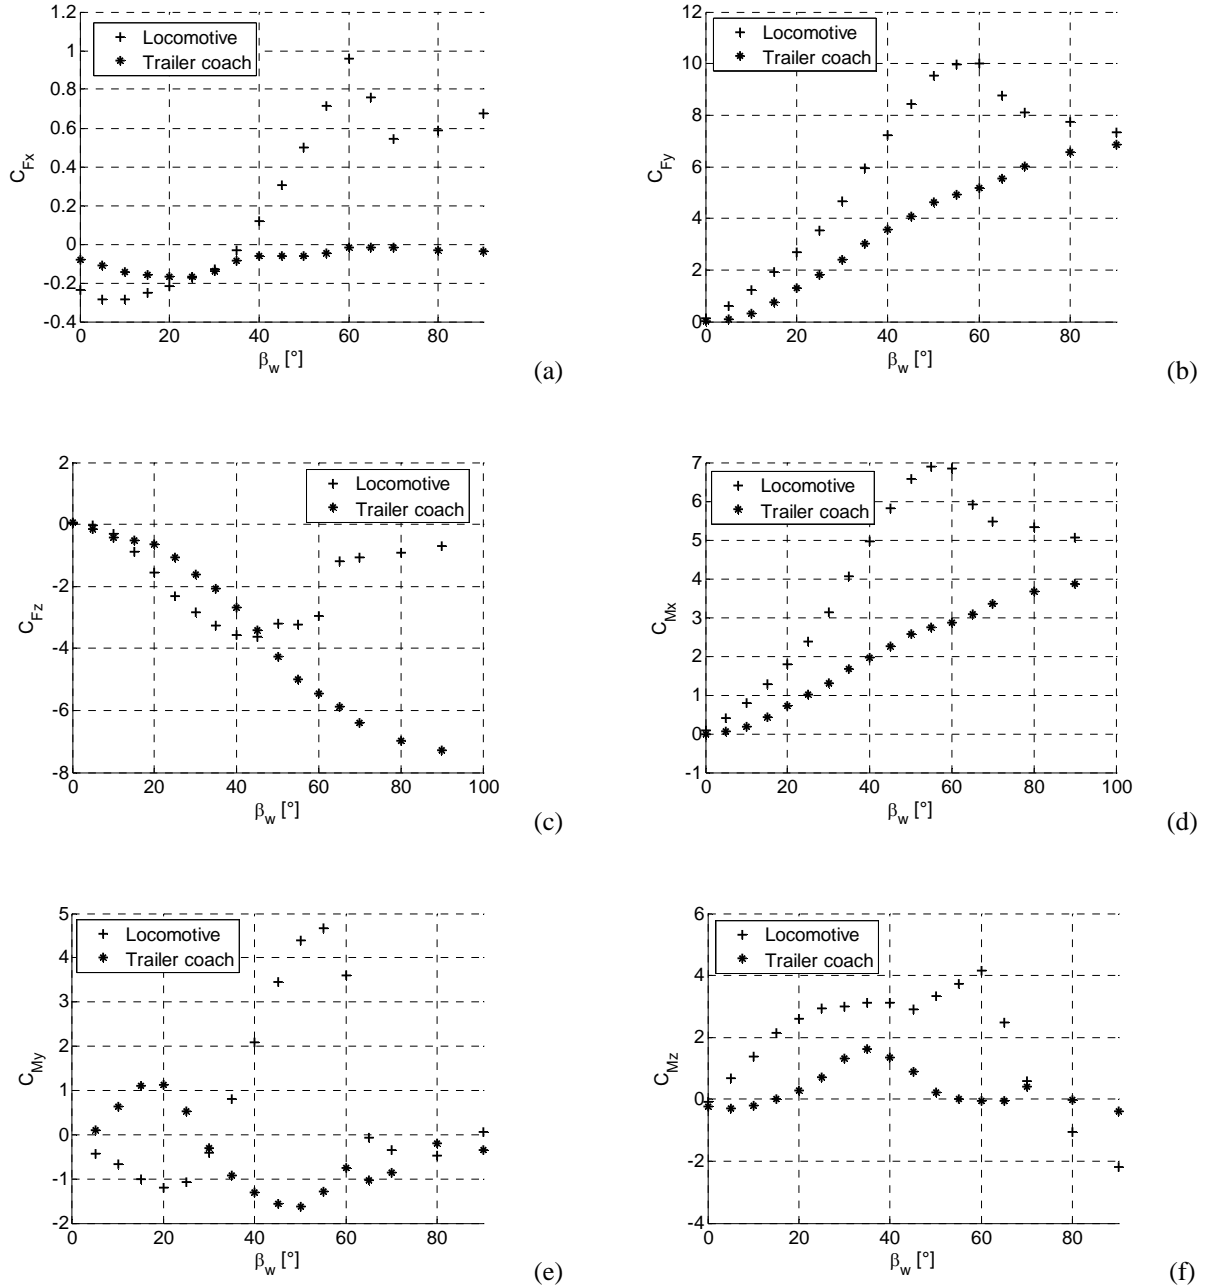 1.2
1
0.8
0.6
0.4
0.2
0
-0.2
-0.4
C_Fx
Locomotive
Trailer coach
0 20 40 60 80
β_w [°]
(a)
12
10
8
6
4
2
0
C_Fy
Locomotive
Trailer coach
0 20 40 60 80
β_w [°]
(b)
2
0
-2
-4
-6
-8
C_Fz
Locomotive
Trailer coach
0 20 40 60 80 100
β_w [°]
(c)
7
6
5
4
3
2
1
0
-1
C_Mx
Locomotive
Trailer coach
0 20 40 60 80 100
β_w [°]
(d)
5
4
3
2
1
0
-1
-2
C_My
Locomotive
Trailer coach
0 20 40 60 80
β_w [°]
(e)
6
4
2
0
-2
-4
C_Mz
Locomotive
Trailer coach
0 20 40 60 80
β_w [°]
(f)